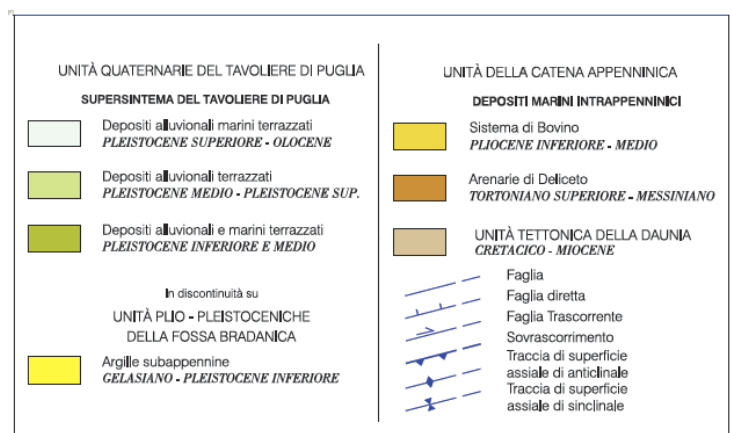 UNITÀ QUATERNARIE DEL TAVOLIERE DI PUGLIA
SUPERSINTEMA DEL TAVOLIERE DI PUGLIA
Depositi alluvionali marini terrazzati
PLEISTOCENE SUPERIORE - OLOCENE
Depositi alluvionali terrazzati
PLEISTOCENE MEDIO - PLEISTOCENE SUP.
Depositi alluvionali e marini terrazzati
PLEISTOCENE INFERIORE E MEDIO
In discontinuità su
UNITÀ PLIO - PLEISTOCENICHE
DELLA FOSSA BRADANICA
Argille subappennine
GELASIANO - PLEISTOCENE INFERIORE
UNITÀ DELLA CATENA APPENNINICA
DEPOSITI MARINI INTRAPPENNINICI
Sistema di Bovino
PLIOCENE INFERIORE - MEDIO
Arenarie di Deliceto
TORTONIANO SUPERIORE - MESSINIANO
UNITÀ TETTONICA DELLA DAUNIA
CRETACICO - MIOCENE
Faglia
Faglia diretta
Faglia Trascorrente
Sovrascorrimento
Traccia di superficie
assiale di anticlinale
Traccia di superficie
assiale di sinclinale